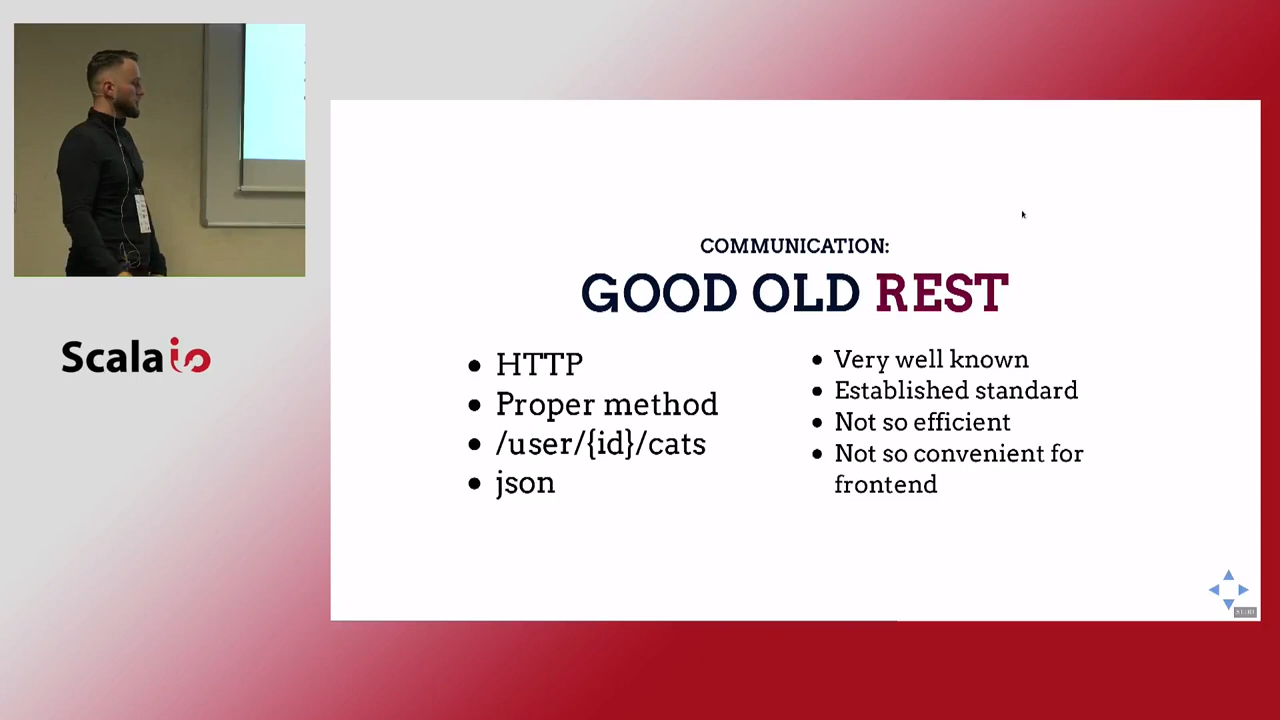 COMMUNICATION:
GOOD OLD REST
HTTP
Proper method
/user/{id}/cats
json
Very well known
Established standard
Not so efficient
Not so convenient for
frontend
Scala io